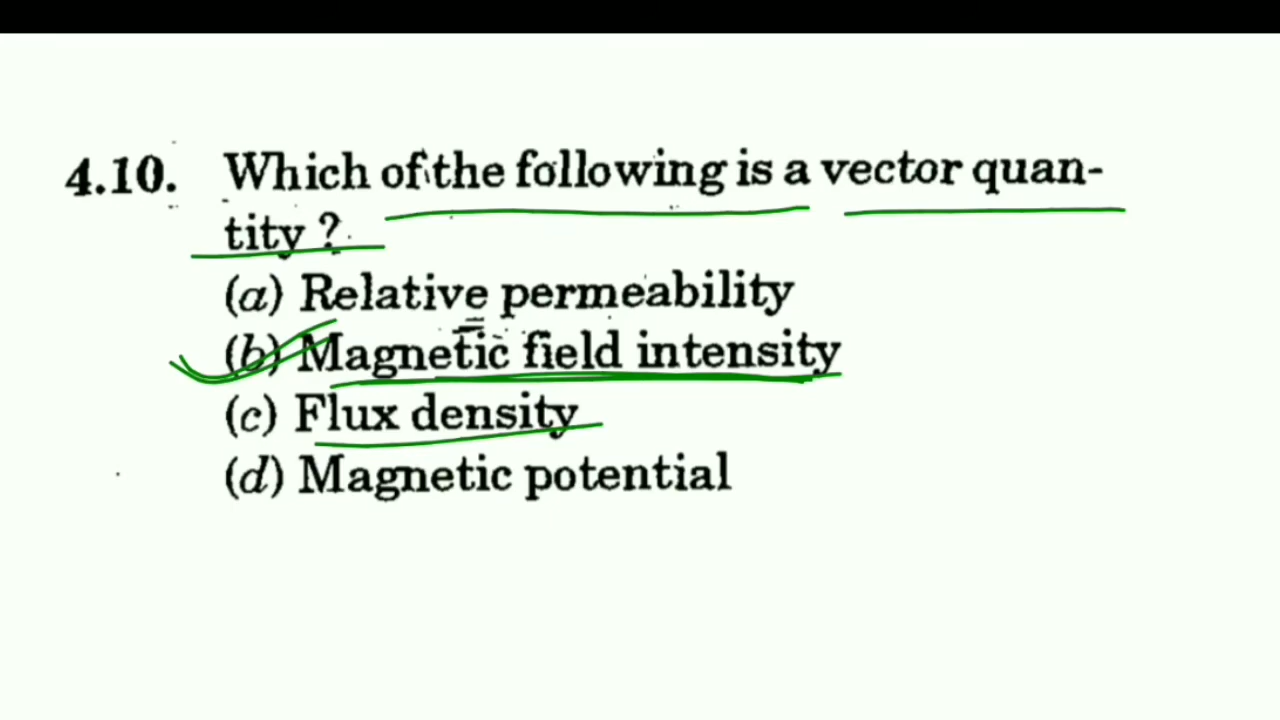 4.10. Which of the following is a vector quan-
tity ?
(a) Relative permeability
(b) Magnetic field intensity
(c) Flux density
(d) Magnetic potential